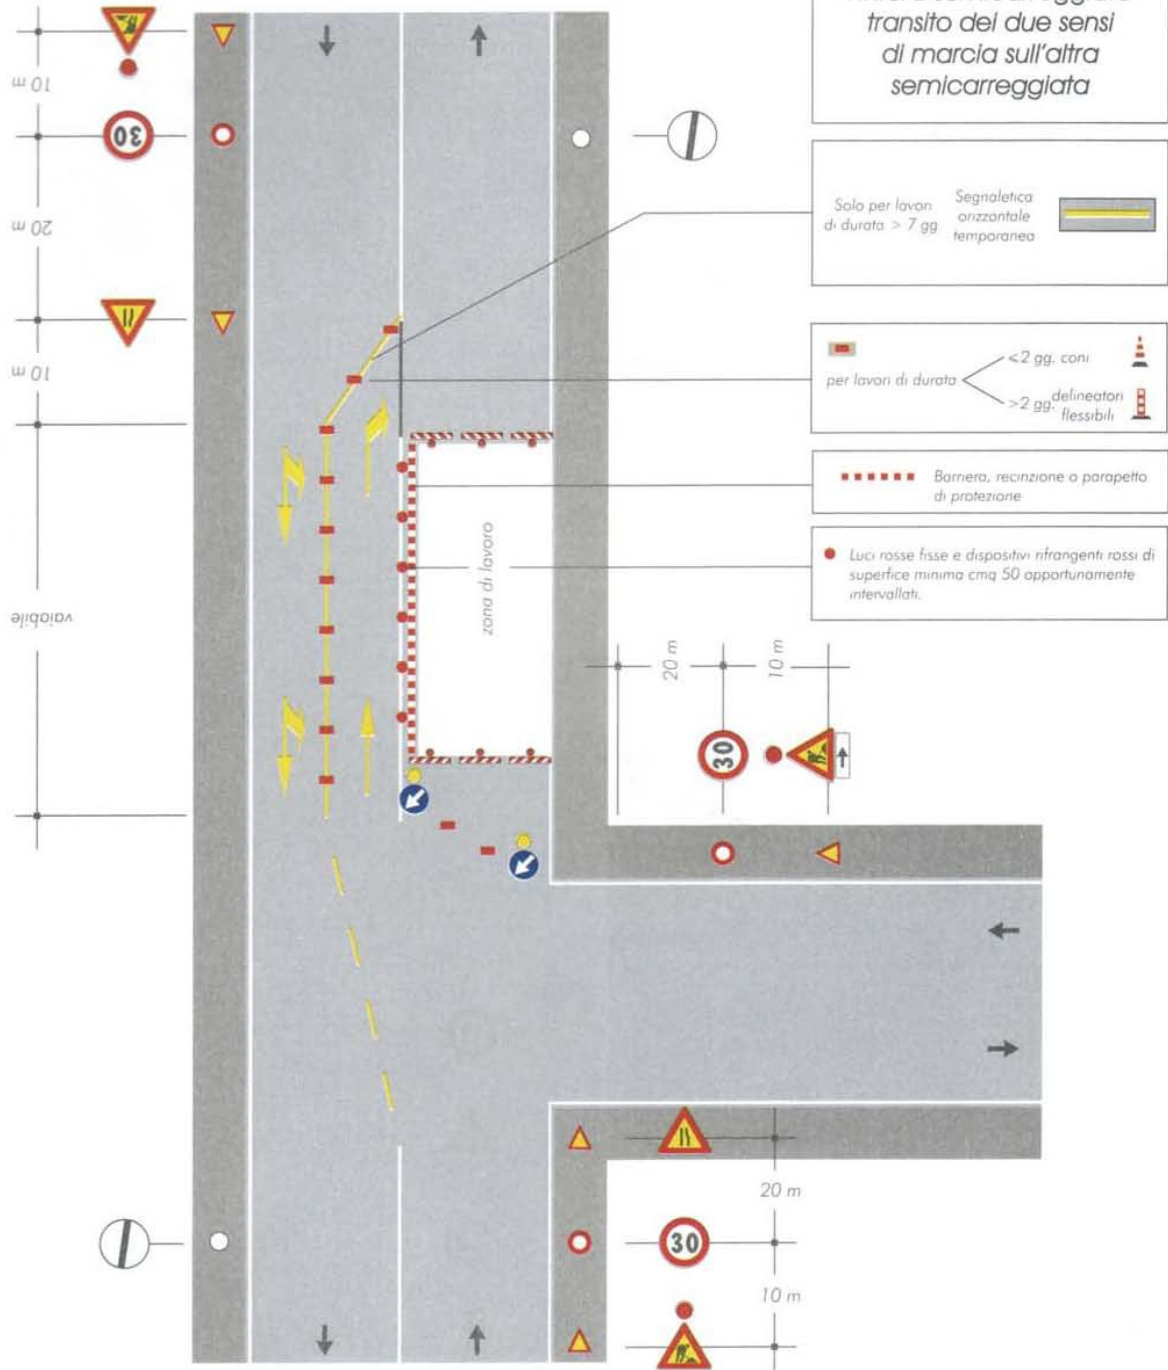 transito dei due sensi
di marcia sull'altra
semicarreggiata
10 m
30
20 m
10 m
vaiabile
Solo per lavori
di durata > 7 gg
Segnaletica
orizzontale
temporanea
per lavori di durata
<2 gg. coni
>2 gg. delineatori
flessibili
Barriera, recinzione o parapetto
di protezione
Luci rosse fisse e dispositivi rifrangenti rossi di
superfice minima cmq 50 opportunamente
intervallati.
zona di lavoro
20 m
10 m
30
20 m
30
10 m